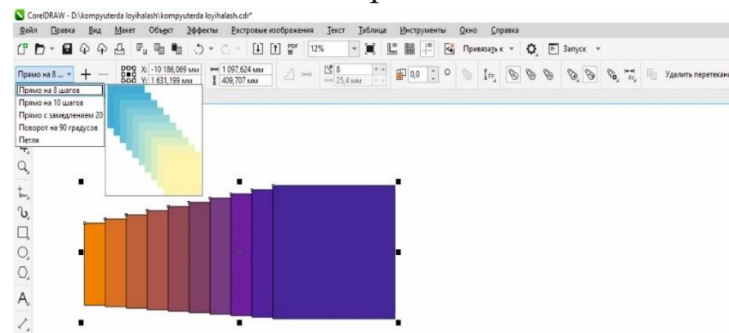 CorelDRAW - D:\kompyuterda loyihalash\kompyuterda loyihalash.cdr*
Файл Правка Вид Макет Объект Эффекты Растровые изображения Текст Таблица Инструменты Окно Справка
PDF 12% Привязать к Запуск
Прямо на 8 ... X: -10 186,069 мм 1 097,624 мм 8 0,0 Удалить перетекан
Y: 1 631,199 мм 409,707 мм 25,4 мм
Прямо на 8 шагов
Прямо на 10 шагов
Прямо с замедлением 20
Поворот на 90 градусов
Петля